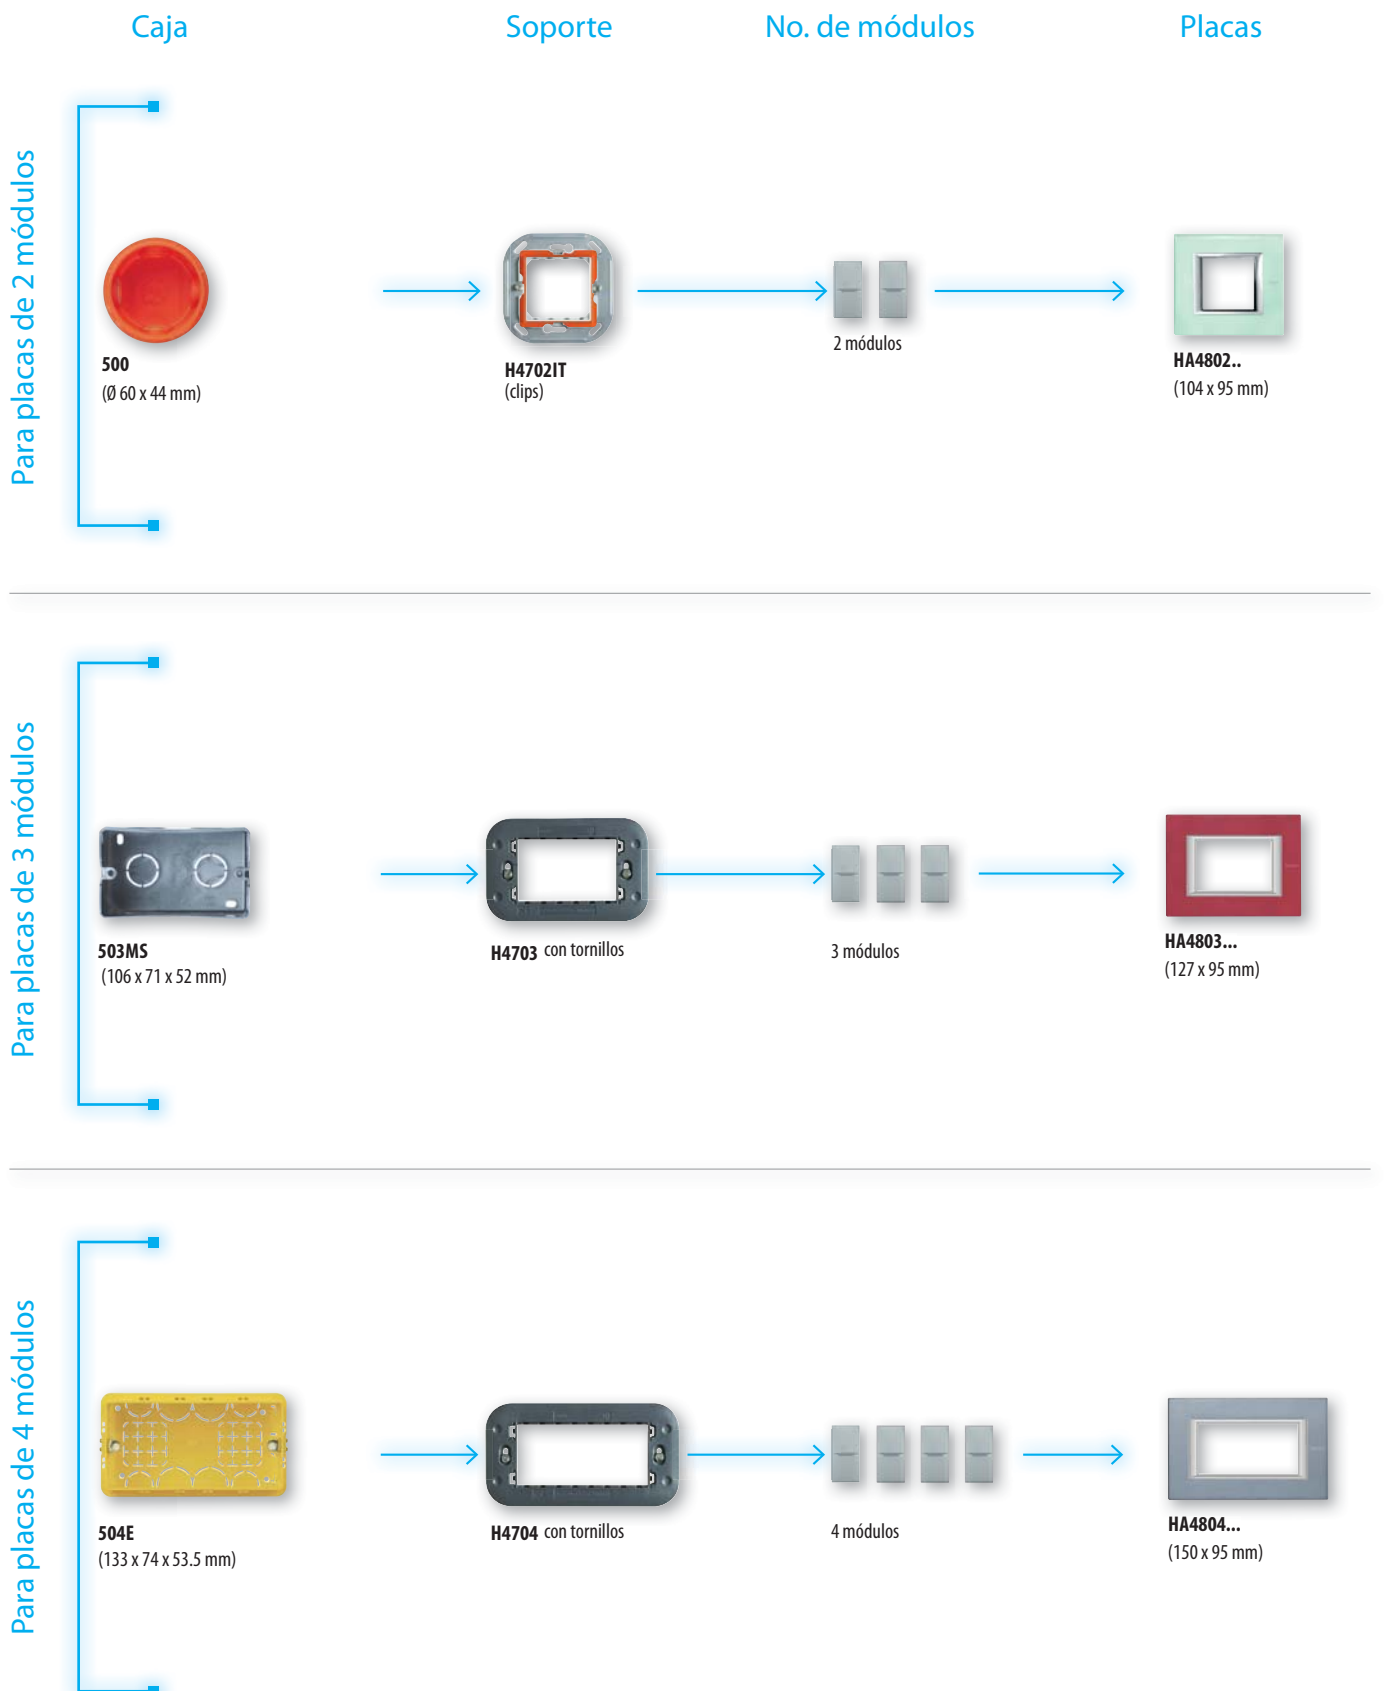 Caja
Soporte
No. de módulos
Placas
Para placas de 2 módulos
500
(Ø 60 x 44 mm)
H4702IT
(clips)
2 módulos
HA4802..
(104 x 95 mm)
Para placas de 3 módulos
503MS
(106 x 71 x 52 mm)
H4703 con tornillos
3 módulos
HA4803...
(127 x 95 mm)
Para placas de 4 módulos
504E
(133 x 74 x 53.5 mm)
H4704 con tornillos
4 módulos
HA4804...
(150 x 95 mm)